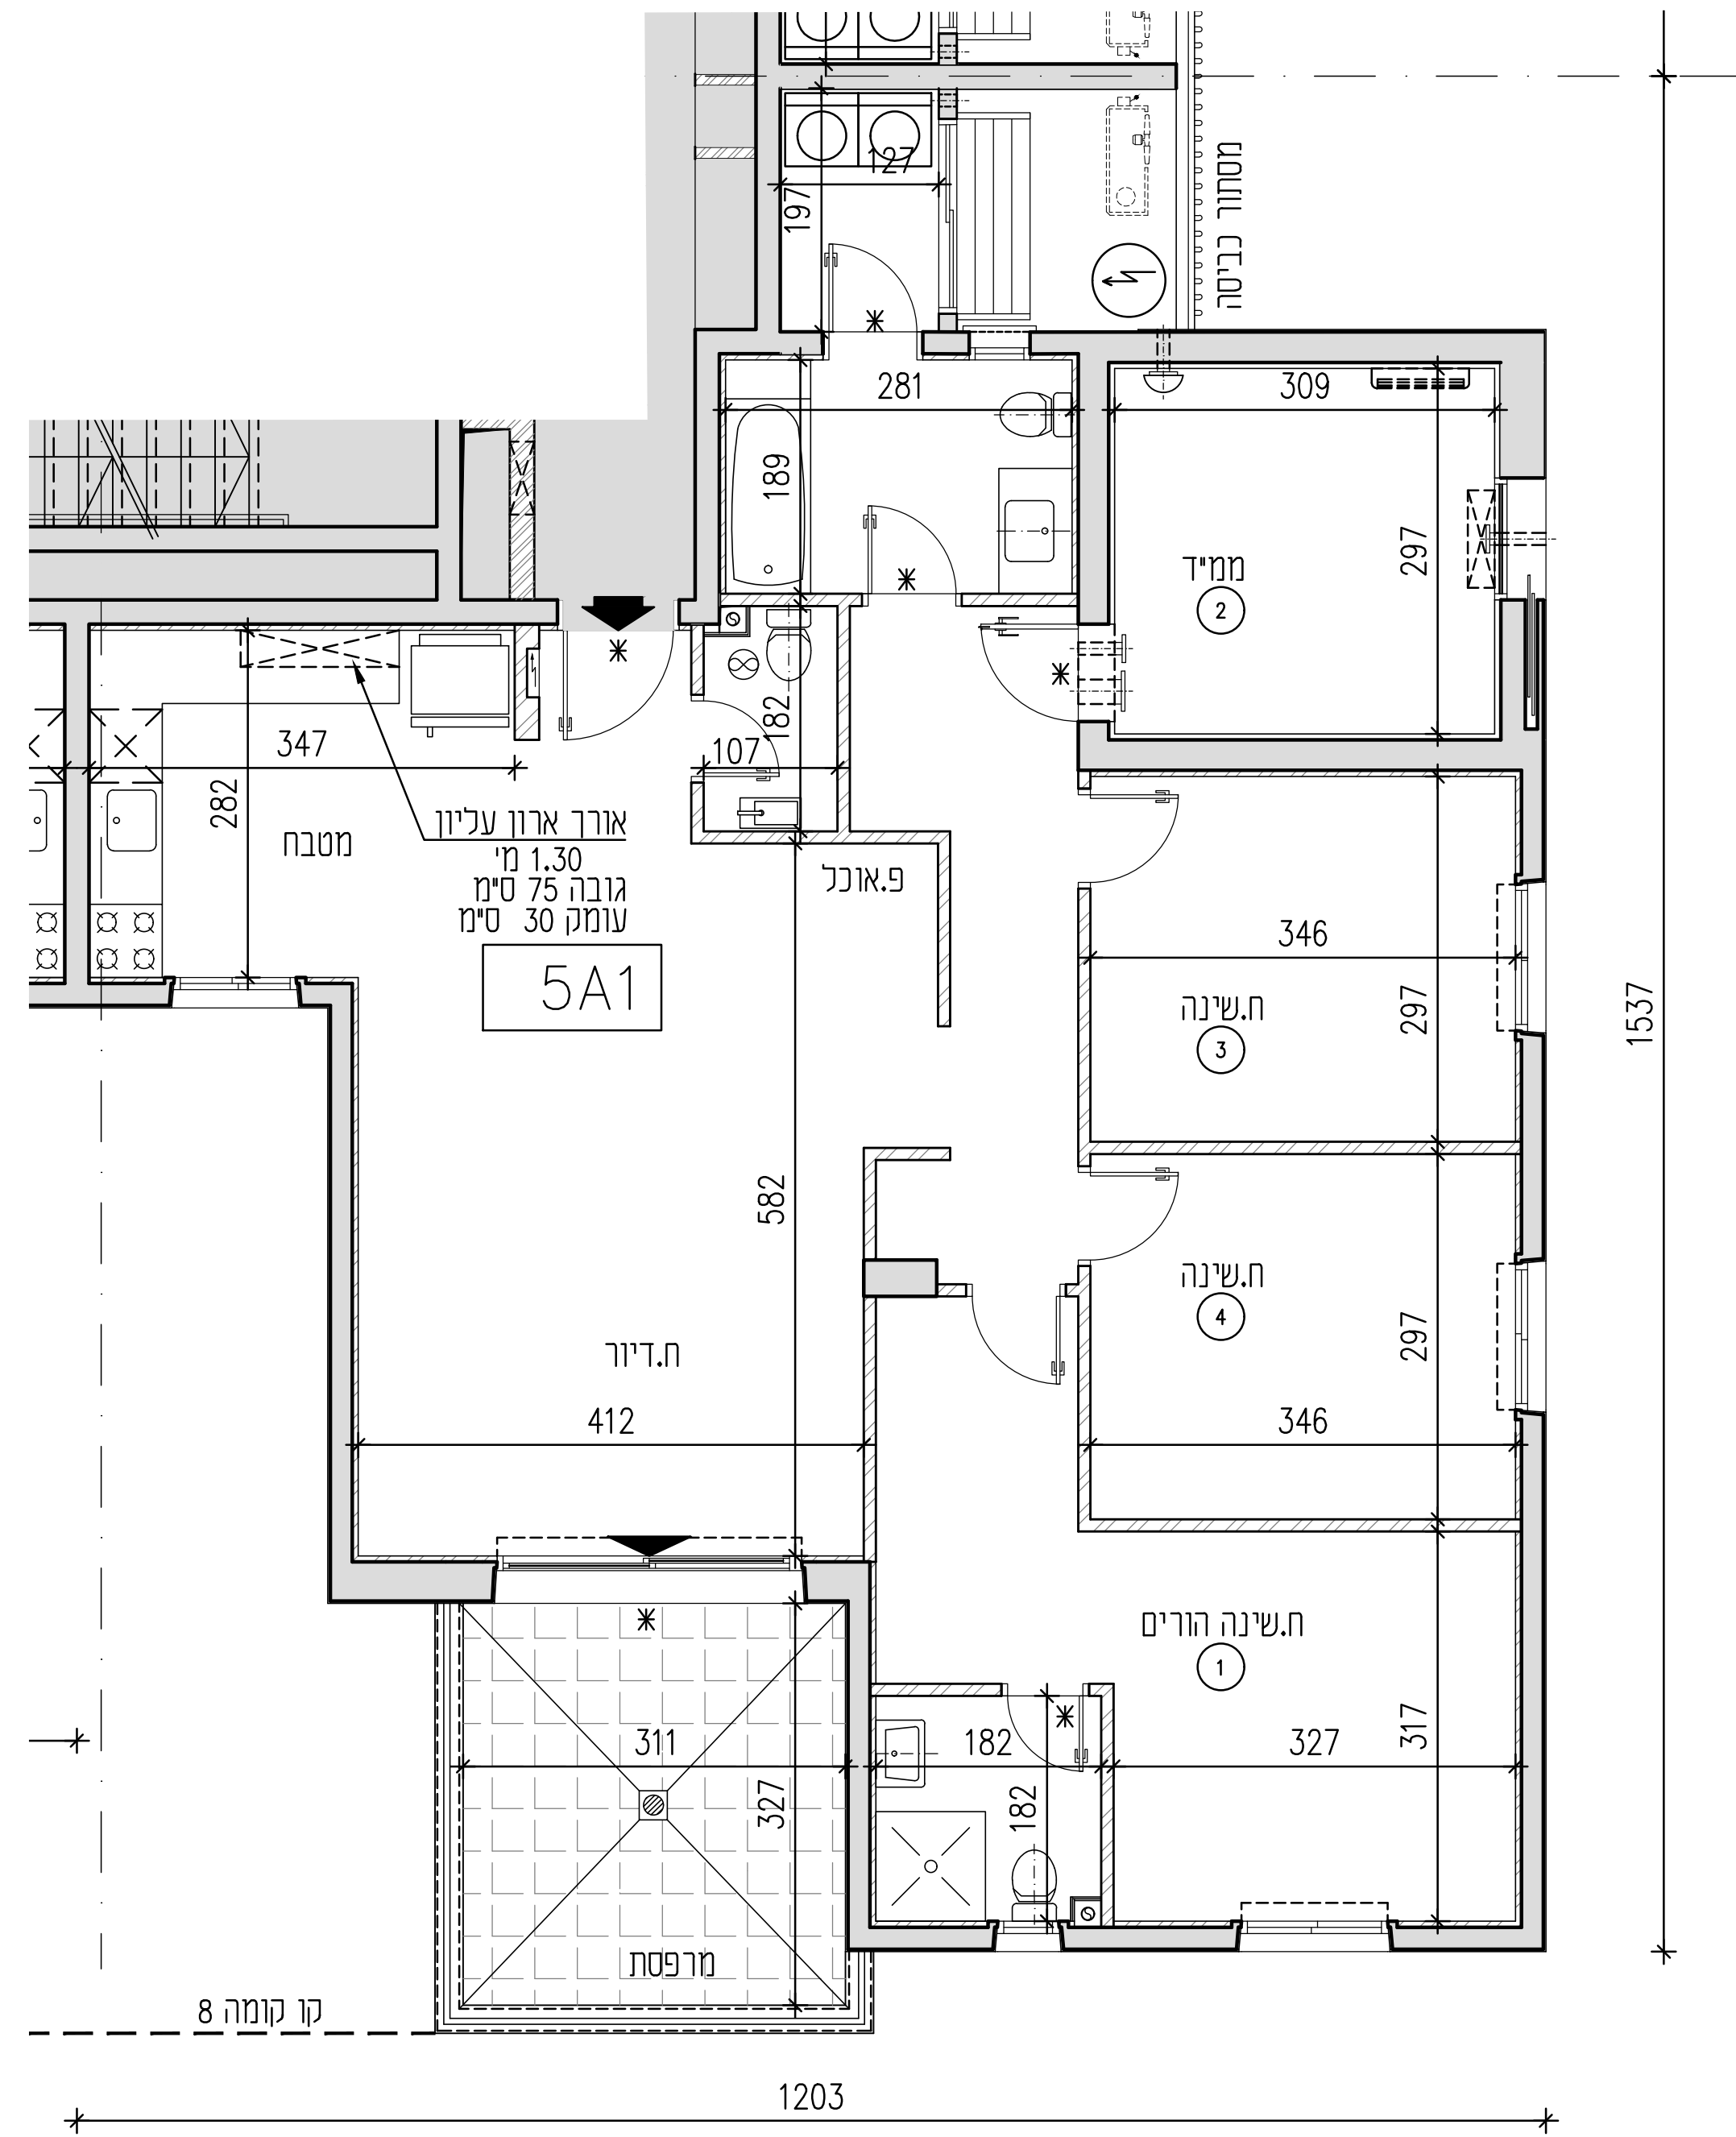 127
197
מסתור כביסה
281
309
189
297
ממ"ד
2
182
107
347
282
מטבח
אורך ארון עליון
1.30 מ'
גובה 75 ס"מ
עומק 30 ס"מ
פ.אוכל
5A1
346
297
ח.שינה
3
1537
582
ח.שינה
4
297
ח.דיור
412
346
ח.שינה הורים
1
311
327
182
182
327
317
מרפסת
קו קומה 8
1203